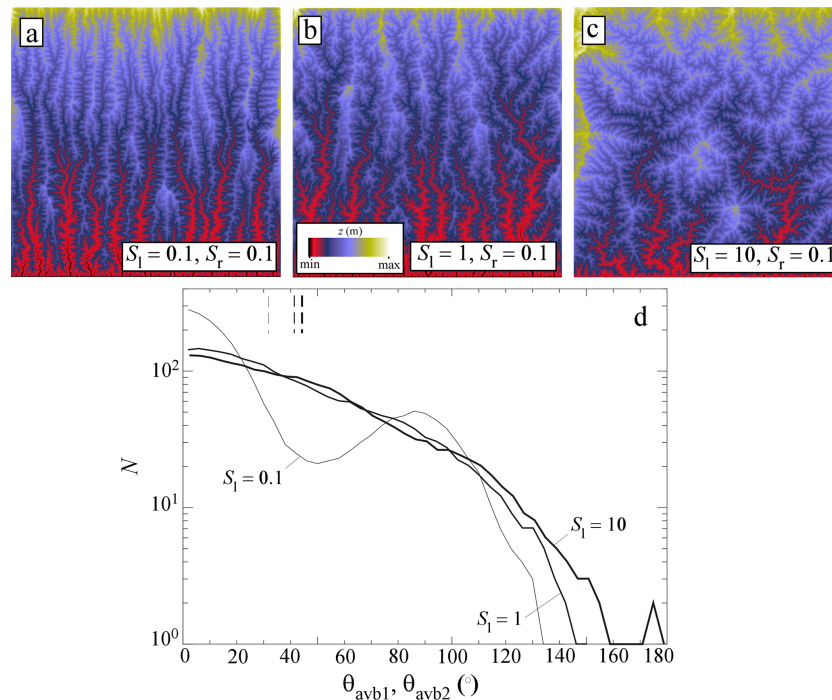 a
b
c
z (m)
min
max
S_l = 0.1, S_r = 0.1
S_l = 1, S_r = 0.1
S_l = 10, S_r = 0.1
d
10^2
10^1
10^0
N
S_l = 0.1
S_l = 10
S_l = 1
0 20 40 60 80 100 120 140 160 180
θ_avb1, θ_avb2 (°)